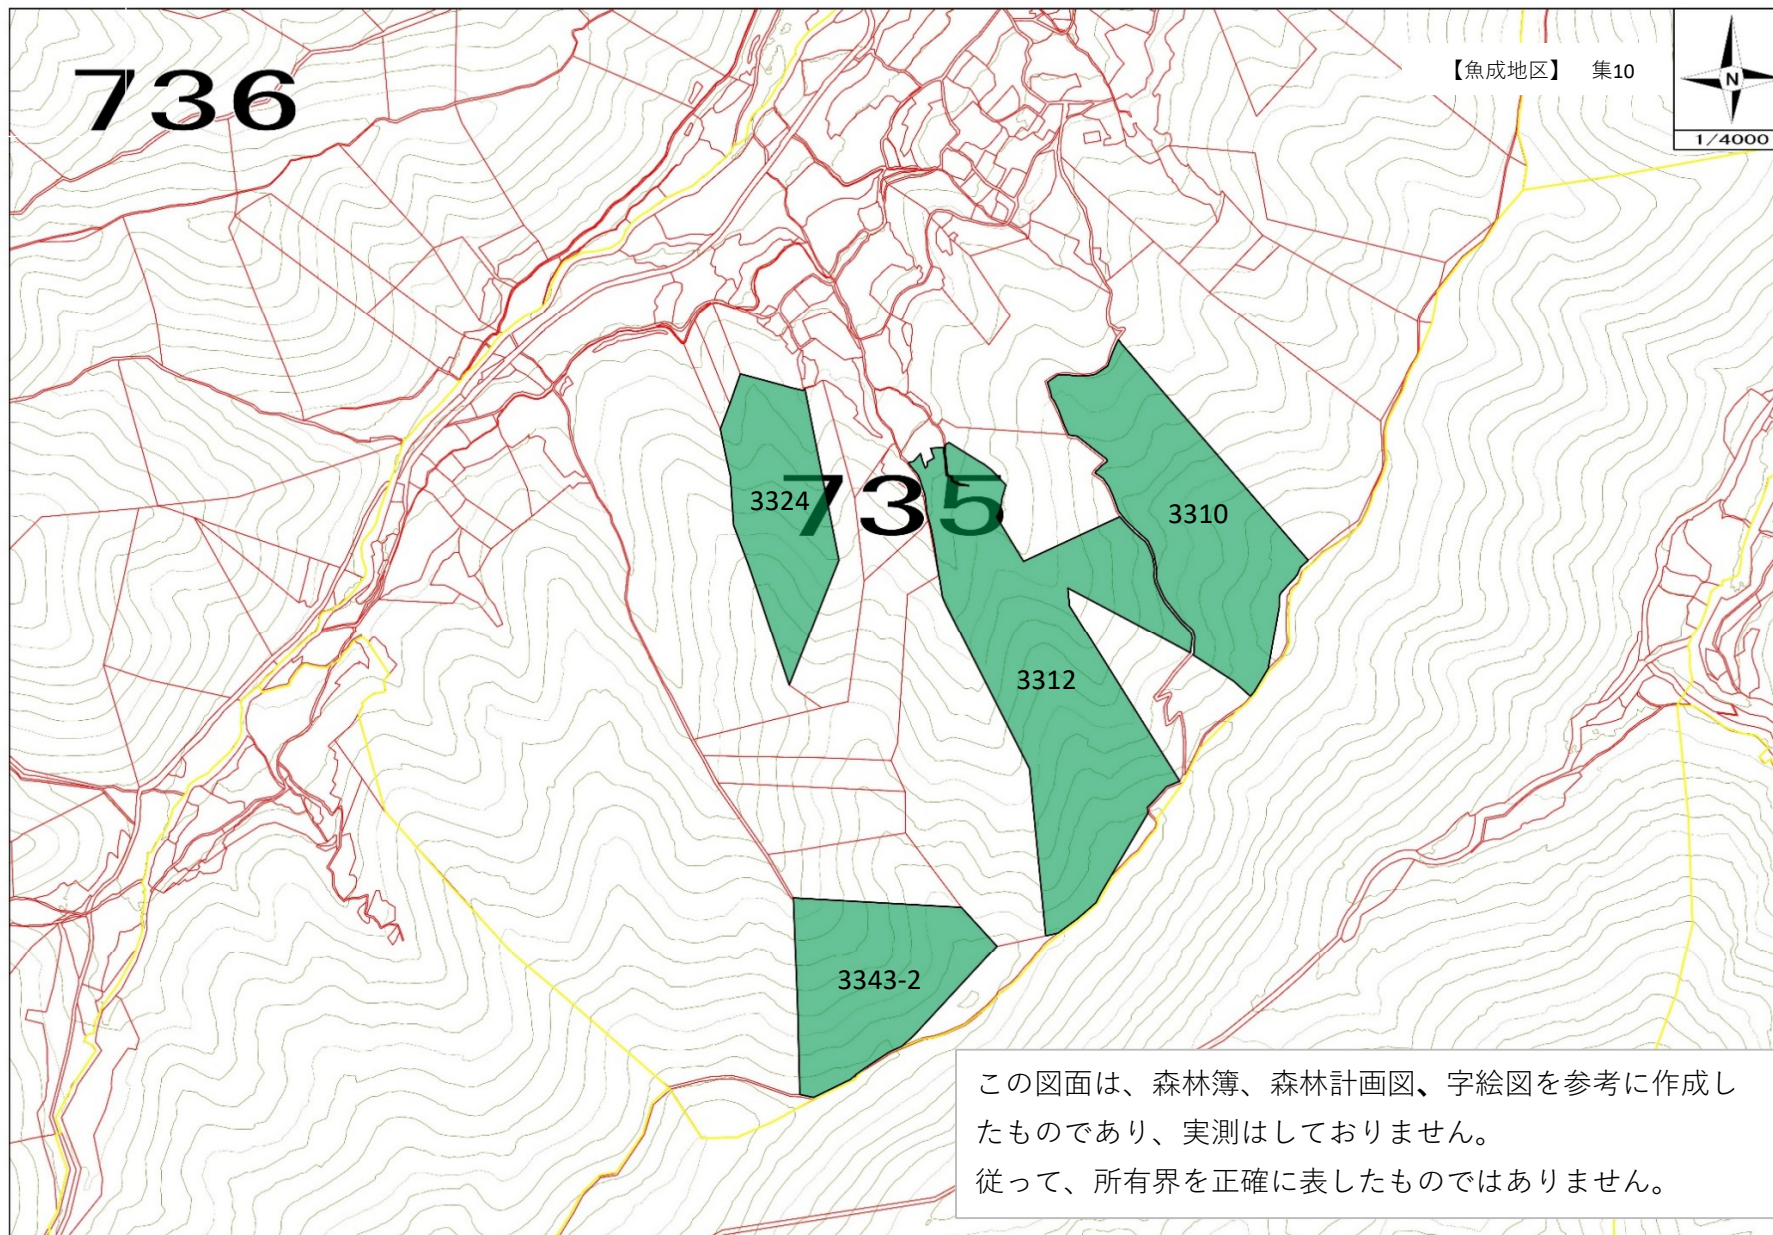 736
【魚成地区】 集10
N
1/4000
3324
735
3310
3312
3343-2
この図面は、森林簿、森林計画図、字絵図を参考に作成し
たものであり、実測はしておりません。
従って、所有界を正確に表したものではありません。